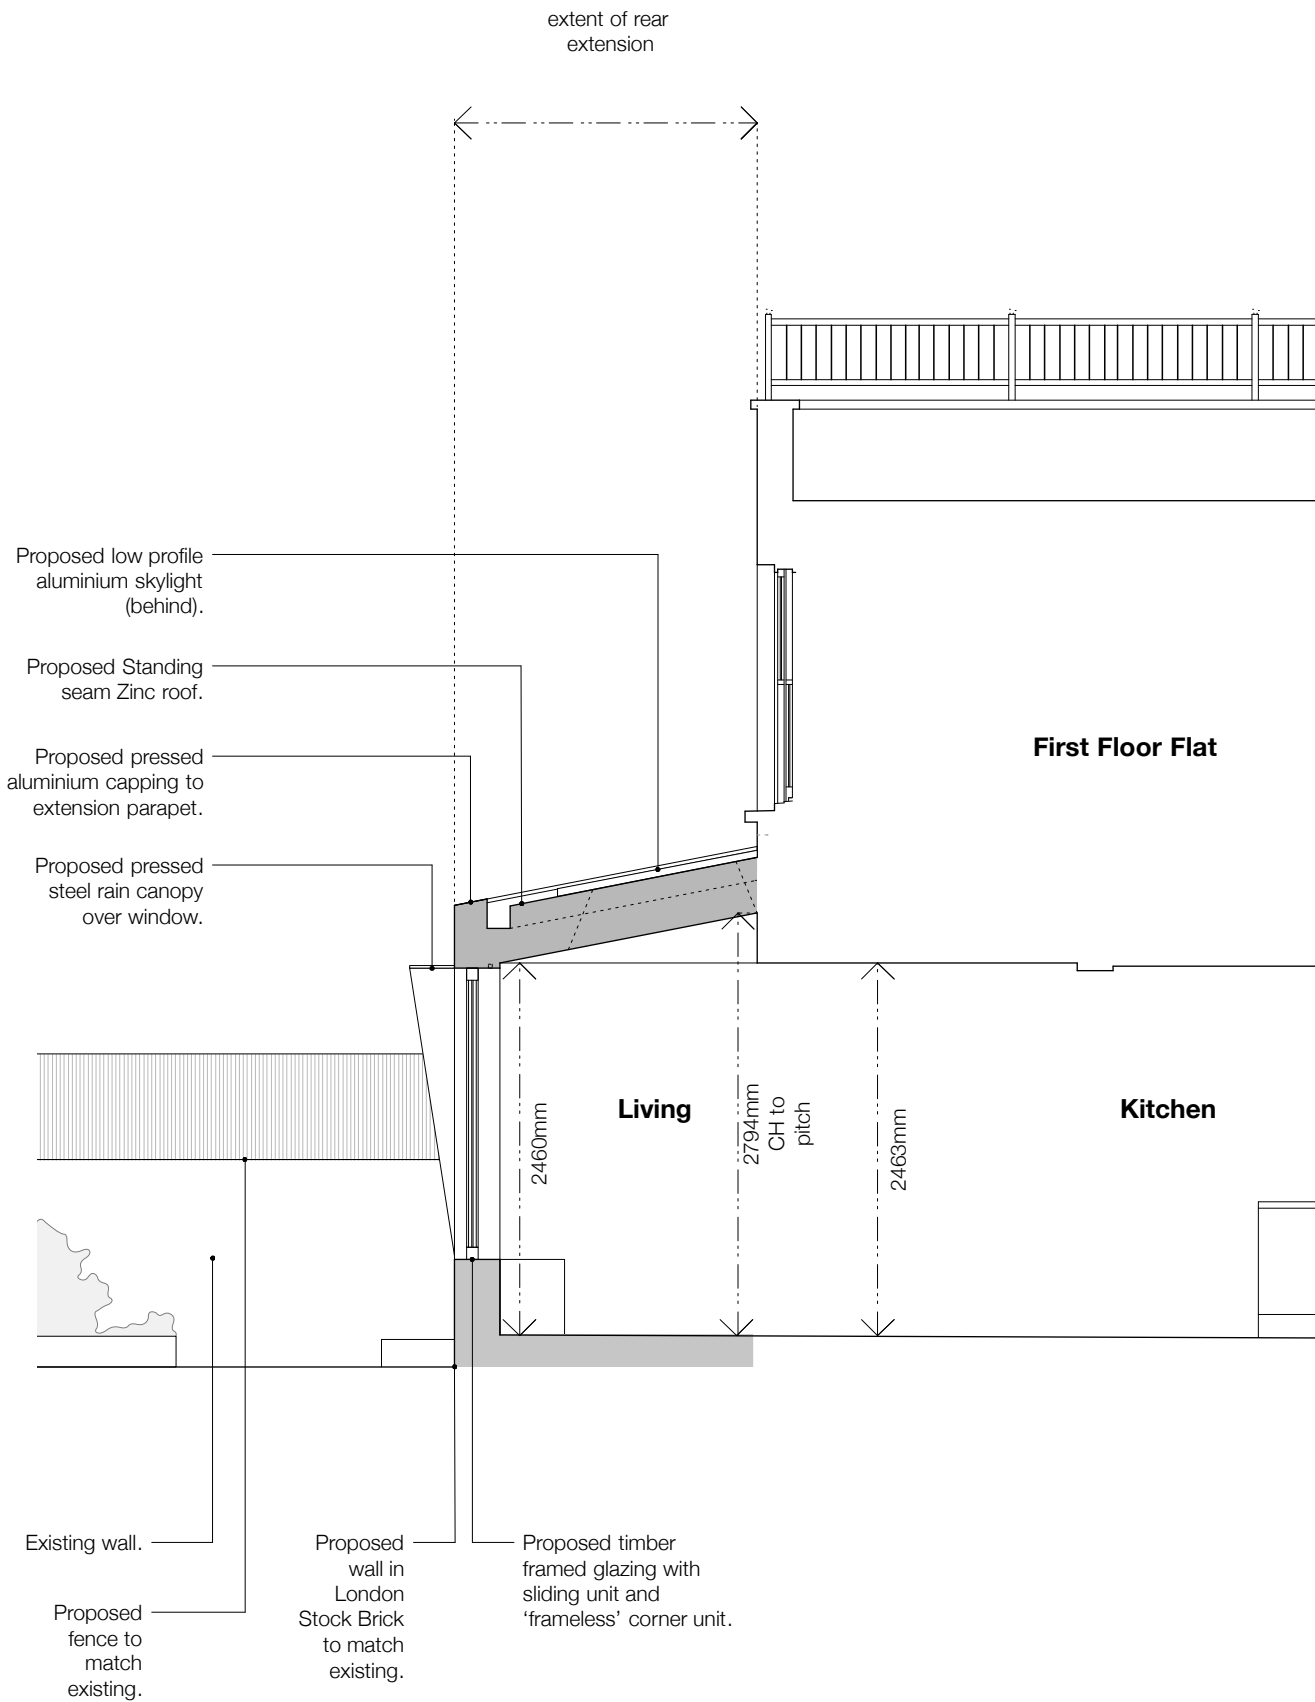 extent of rear
extension
Proposed low profile
aluminium skylight
(behind).
Proposed Standing
seam Zinc roof.
First Floor Flat
Proposed pressed
aluminium capping to
extension parapet.
Proposed pressed
steel rain canopy
over window.
2460mm
Living
2794mm
CH to
pitch
2463mm
Kitchen
Existing wall.
Proposed
fence to
match
existing.
Proposed
wall in
London
Stock Brick
to match
existing.
Proposed timber
framed glazing with
sliding unit and
‘frameless’ corner unit.